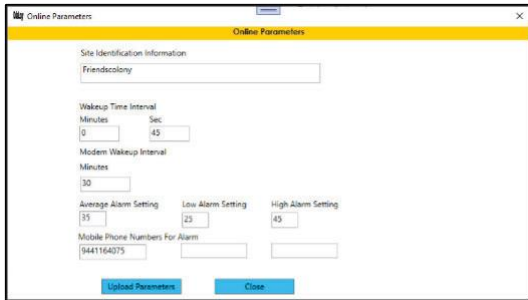 Online Parameters
Online Parameters
Site Identification Information
Friendscolony
Wakeup Time Interval
Minutes Sec
0 45
Modem Wakeup Interval
Minutes
30
Average Alarm Setting Low Alarm Setting High Alarm Setting
35 25 45
Mobile Phone Numbers For Alarm
9441164075
Upload Parameters Close